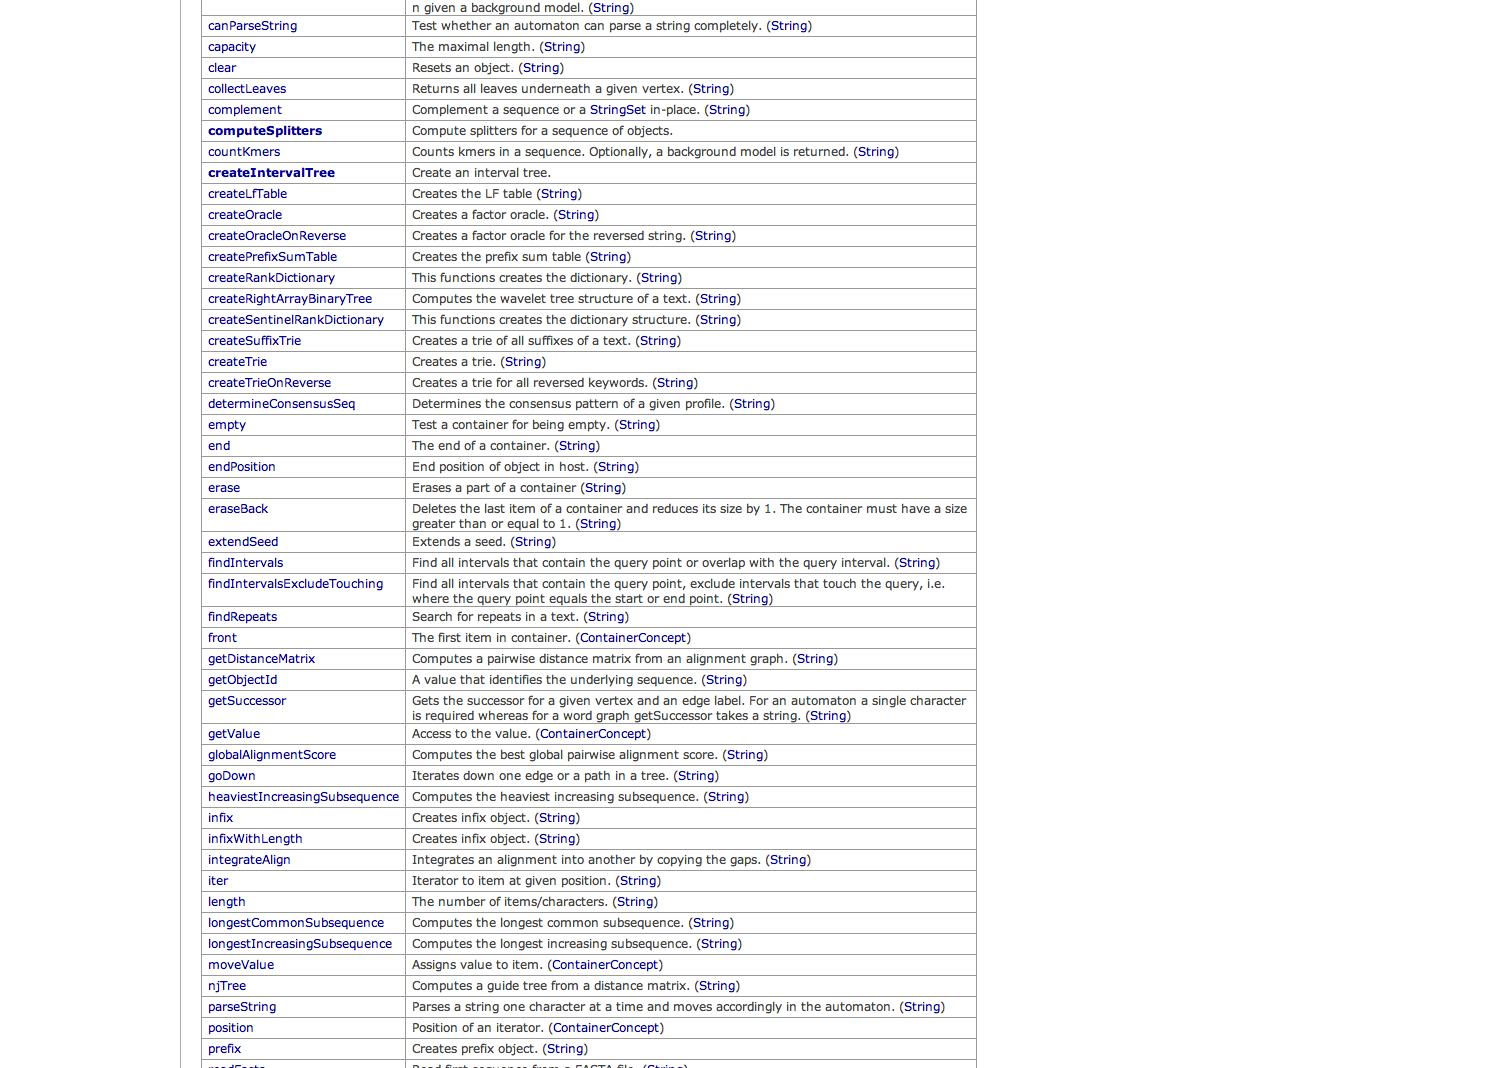 n given a background model. (String)
canParseString Test whether an automaton can parse a string completely. (String)
capacity The maximal length. (String)
clear Resets an object. (String)
collectLeaves Returns all leaves underneath a given vertex. (String)
complement Complement a sequence or a StringSet in-place. (String)
computeSplitters Compute splitters for a sequence of objects.
countKmers Counts kmers in a sequence. Optionally, a background model is returned. (String)
createIntervalTree Create an interval tree.
createLfTable Creates the LF table (String)
createOracle Creates a factor oracle. (String)
createOracleOnReverse Creates a factor oracle for the reversed string. (String)
createPrefixSumTable Creates the prefix sum table (String)
createRankDictionary This functions creates the dictionary. (String)
createRightArrayBinaryTree Computes the wavelet tree structure of a text. (String)
createSentinelRankDictionary This functions creates the dictionary structure. (String)
createSuffixTrie Creates a trie of all suffixes of a text. (String)
createTrie Creates a trie. (String)
createTrieOnReverse Creates a trie for all reversed keywords. (String)
determineConsensusSeq Determines the consensus pattern of a given profile. (String)
empty Test a container for being empty. (String)
end The end of a container. (String)
endPosition End position of object in host. (String)
erase Erases a part of a container (String)
eraseBack Deletes the last item of a container and reduces its size by 1. The container must have a size
greater than or equal to 1. (String)
extendSeed Extends a seed. (String)
findIntervals Find all intervals that contain the query point or overlap with the query interval. (String)
findIntervalsExcludeTouching Find all intervals that contain the query point, exclude intervals that touch the query, i.e.
where the query point equals the start or end point. (String)
findRepeats Search for repeats in a text. (String)
front The first item in container. (ContainerConcept)
getDistanceMatrix Computes a pairwise distance matrix from an alignment graph. (String)
getObjectId A value that identifies the underlying sequence. (String)
getSuccessor Gets the successor for a given vertex and an edge label. For an automaton a single character
is required whereas for a word graph getSuccessor takes a string. (String)
getValue Access to the value. (ContainerConcept)
globalAlignmentScore Computes the best global pairwise alignment score. (String)
goDown Iterates down one edge or a path in a tree. (String)
heaviestIncreasingSubsequence Computes the heaviest increasing subsequence. (String)
infix Creates infix object. (String)
infixWithLength Creates infix object. (String)
integrateAlign Integrates an alignment into another by copying the gaps. (String)
iter Iterator to item at given position. (String)
length The number of items/characters. (String)
longestCommonSubsequence Computes the longest common subsequence. (String)
longestIncreasingSubsequence Computes the longest increasing subsequence. (String)
moveValue Assigns value to item. (ContainerConcept)
njTree Computes a guide tree from a distance matrix. (String)
parseString Parses a string one character at a time and moves accordingly in the automaton. (String)
position Position of an iterator. (ContainerConcept)
prefix Creates prefix object. (String)